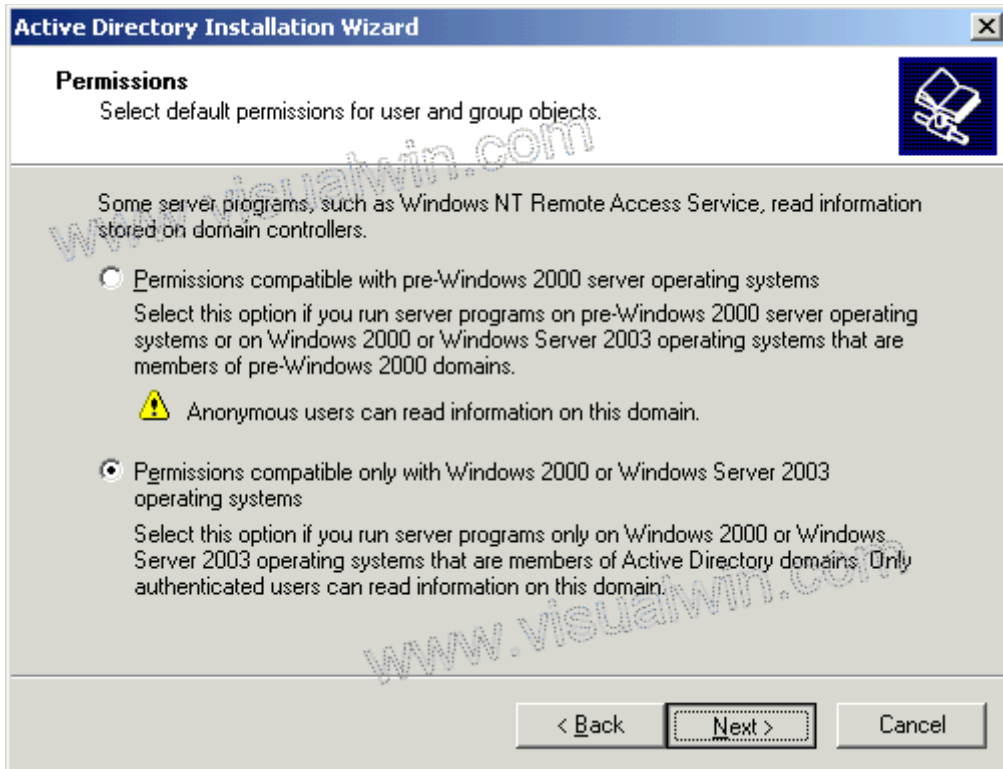 Active Directory Installation Wizard
Permissions
Select default permissions for user and group objects.
www.visualwin.com
Some server programs, such as Windows NT Remote Access Service, read information
stored on domain controllers.
Permissions compatible with pre-Windows 2000 server operating systems
Select this option if you run server programs on pre-Windows 2000 server operating
systems or on Windows 2000 or Windows Server 2003 operating systems that are
members of pre-Windows 2000 domains.
Anonymous users can read information on this domain.
Permissions compatible only with Windows 2000 or Windows Server 2003
operating systems
Select this option if you run server programs only on Windows 2000 or Windows
Server 2003 operating systems that are members of Active Directory domains. Only
authenticated users can read information on this domain.
www.visualwin.com
< Back Next > Cancel